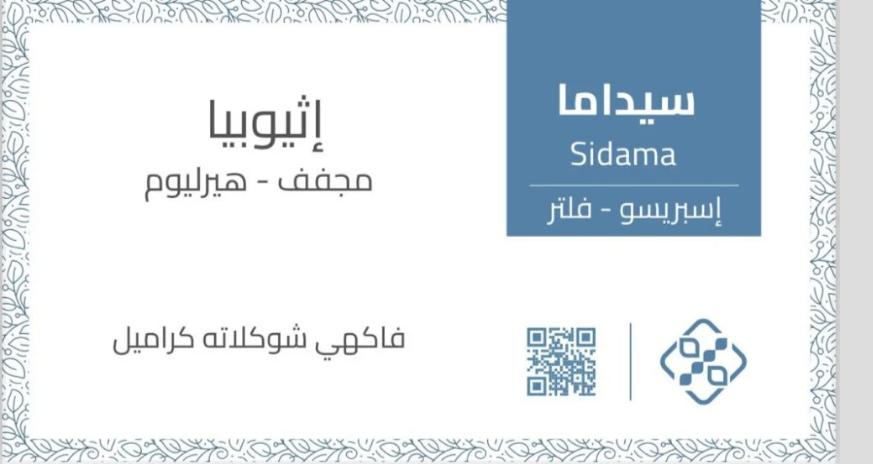 سيداما
Sidama
إسبريسو - فلتر
إثيوبيا
مجفف - هيرليوم
فاكهي شوكلاته كراميل